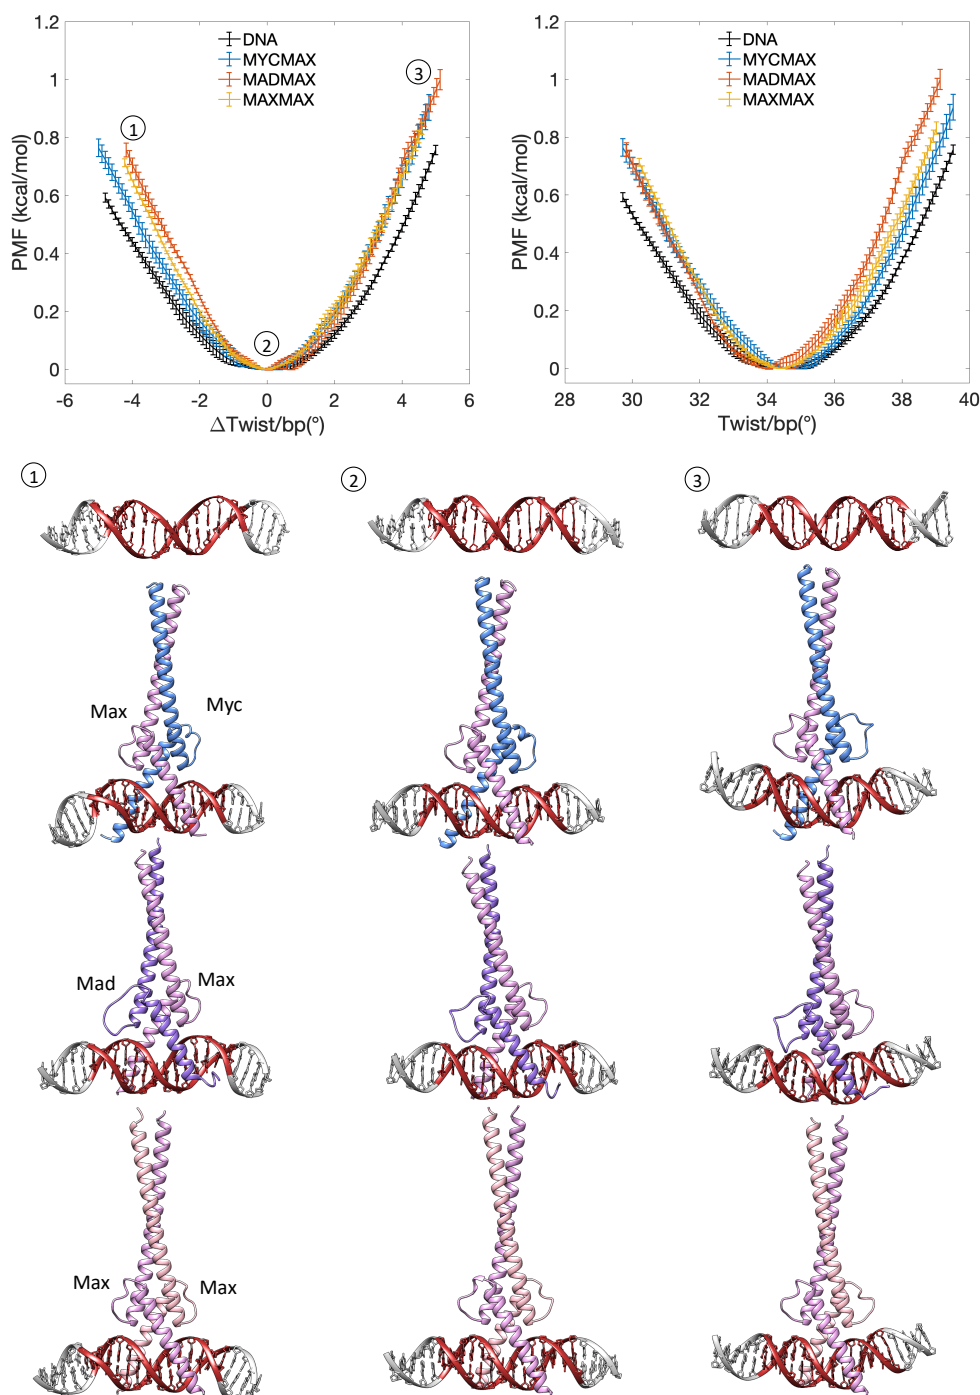 1.2
1
0.8
0.6
0.4
0.2
0
PMF (kcal/mol)
-6
-4
-2
0
2
4
6
ΔTwist/bp(°)
DNA
MYCMAX
MADMAX
MAXMAX
1
2
3
1.2
1
0.8
0.6
0.4
0.2
0
PMF (kcal/mol)
28
30
32
34
36
38
40
Twist/bp(°)
DNA
MYCMAX
MADMAX
MAXMAX
1
2
3
Max
Myc
Mad
Max
Max
Max